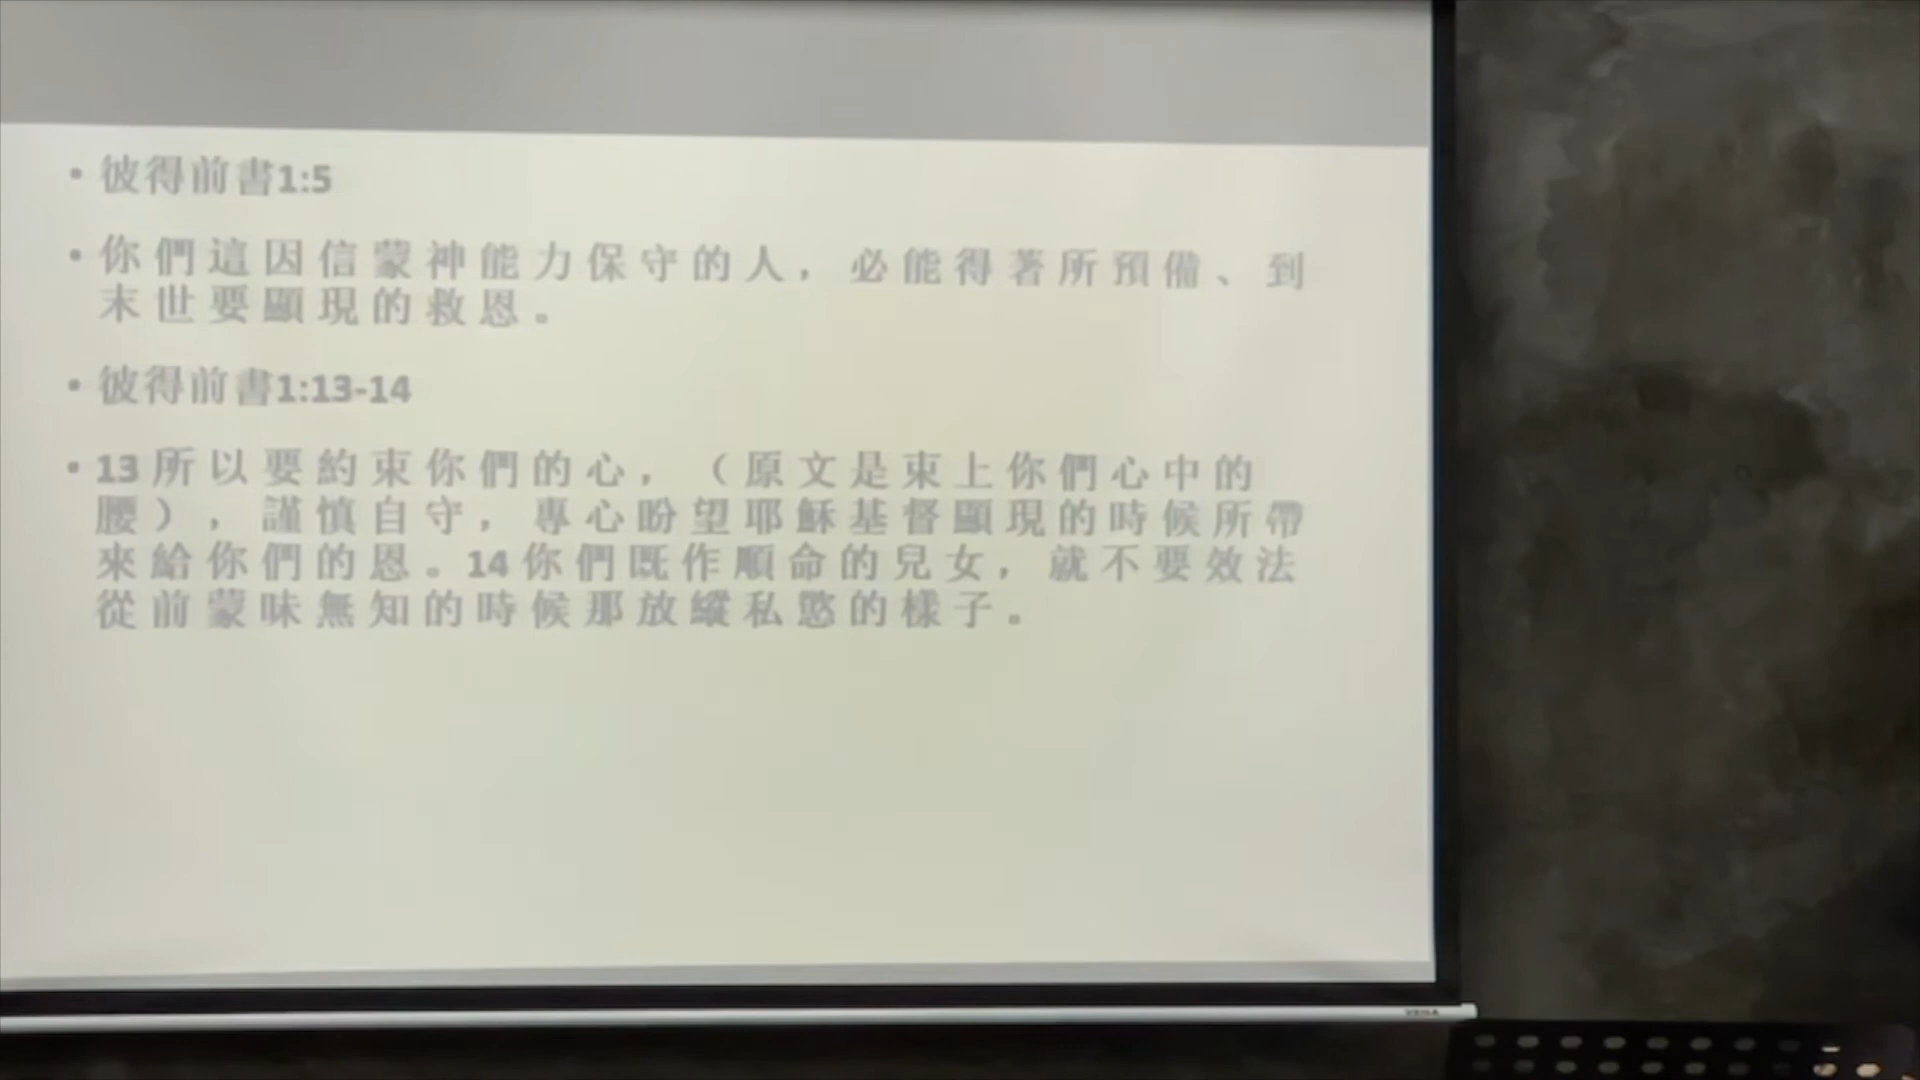 • 彼得前書1:5
• 你們這因信蒙神能力保守的人，必能得著所預備、到
末世要顯現的救恩。
• 彼得前書1:13-14
• 13 所以要約束你們的心，（原文是束上你們心中的
腰），謹慎自守，專心盼望耶穌基督顯現的時候所帶
來給你們的恩。14 你們既作順命的兒女，就不要效法
從前蒙昧無知的時候那放縱私慾的樣子。